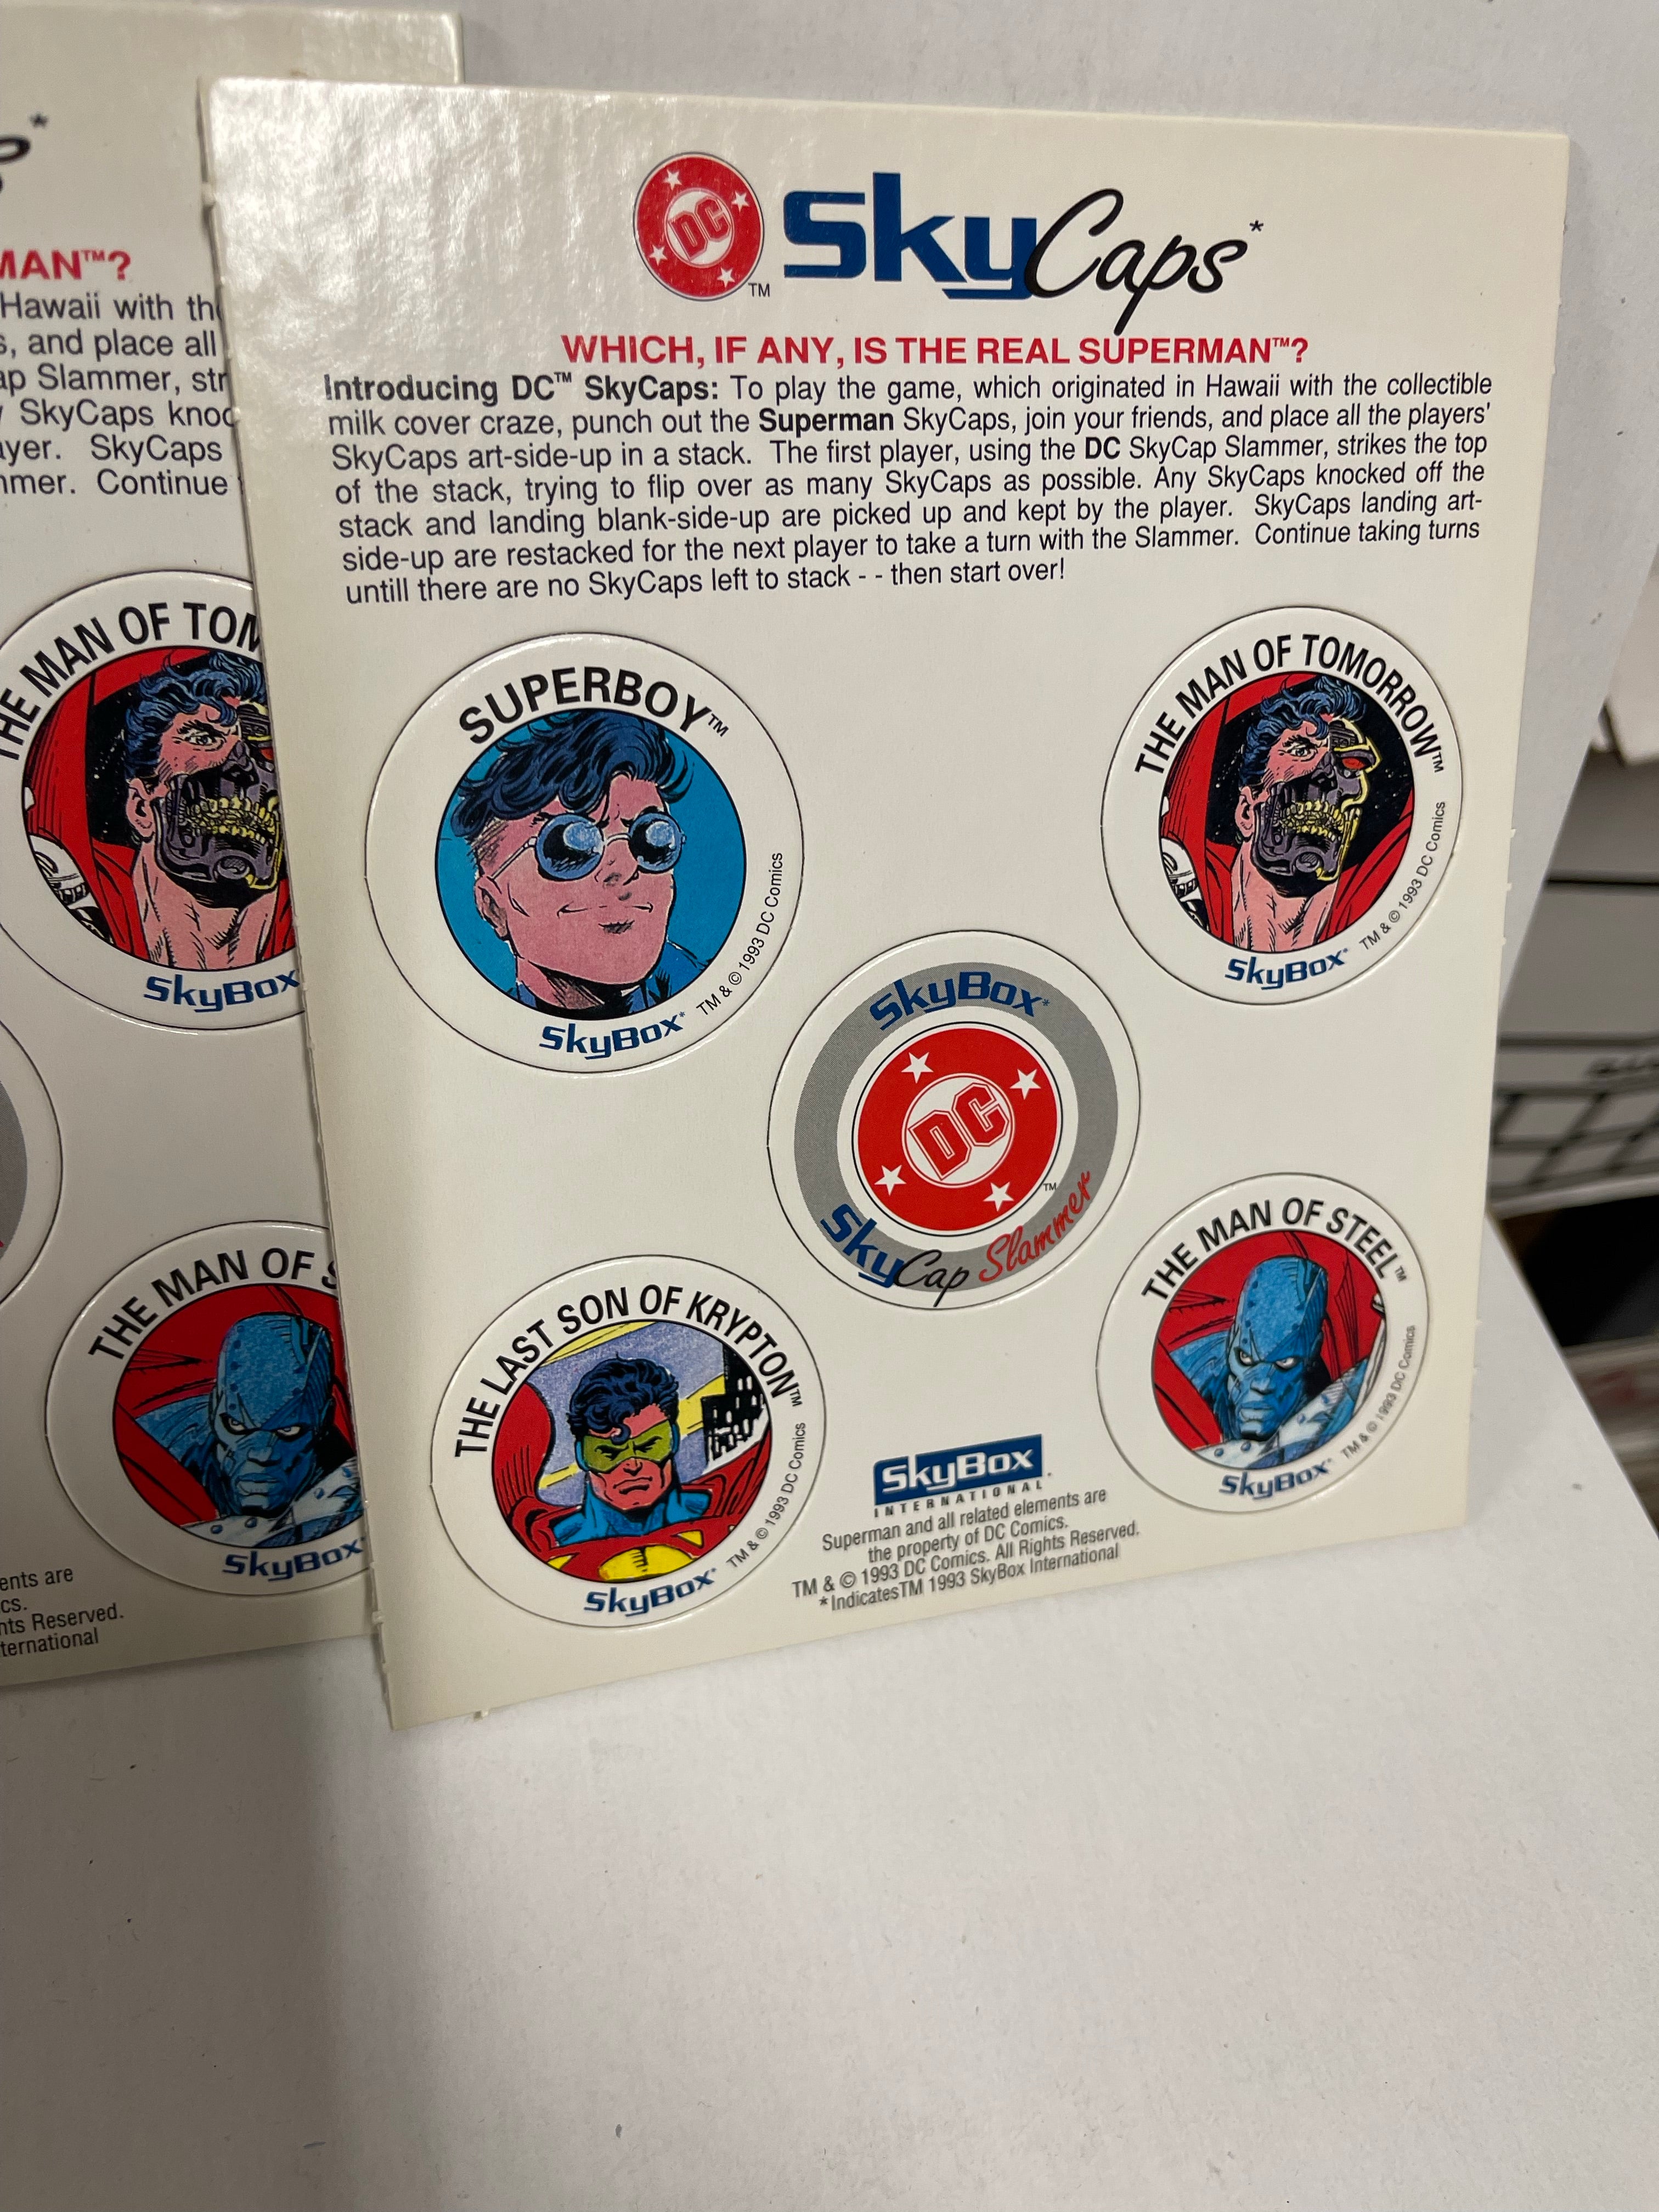 DC
TM
SkyCaps*
WHICH, IF ANY, IS THE REAL SUPERMAN™?
Introducing DC™ SkyCaps: To play the game, which originated in Hawaii with the collectible
milk cover craze, punch out the Superman SkyCaps, join your friends, and place all the players'
SkyCaps art-side-up in a stack. The first player, using the DC SkyCap Slammer, strikes the top
of the stack, trying to flip over as many SkyCaps as possible. Any SkyCaps knocked off the
stack and landing blank-side-up are picked up and kept by the player. SkyCaps landing art-
side-up are restacked for the next player to take a turn with the Slammer. Continue taking turns
untill there are no SkyCaps left to stack - - then start over!
SUPERBOY™
SkyBox* TM & © 1993 DC Comics
THE MAN OF TOMORROW™
SkyBox* TM & © 1993 DC Comics
SkyBox*
DC
TM
SkyCap Slammer
THE LAST SON OF KRYPTON™
SkyBox* TM & © 1993 DC Comics
THE MAN OF STEEL™
SkyBox* TM & © 1993 DC Comics
SkyBox
INTERNATIONAL
Superman and all related elements are
the property of DC Comics.
TM & © 1993 DC Comics. All Rights Reserved.
*IndicatesTM 1993 SkyBox International
MAN™?
Hawaii with the
s, and place all
ap Slammer, str
SkyCaps knoc
ayer. SkyCaps
mmer. Continue
THE MAN OF TOM
SkyBox
THE MAN OF S
SkyBox
ents are
cs.
hts Reserved.
ternational